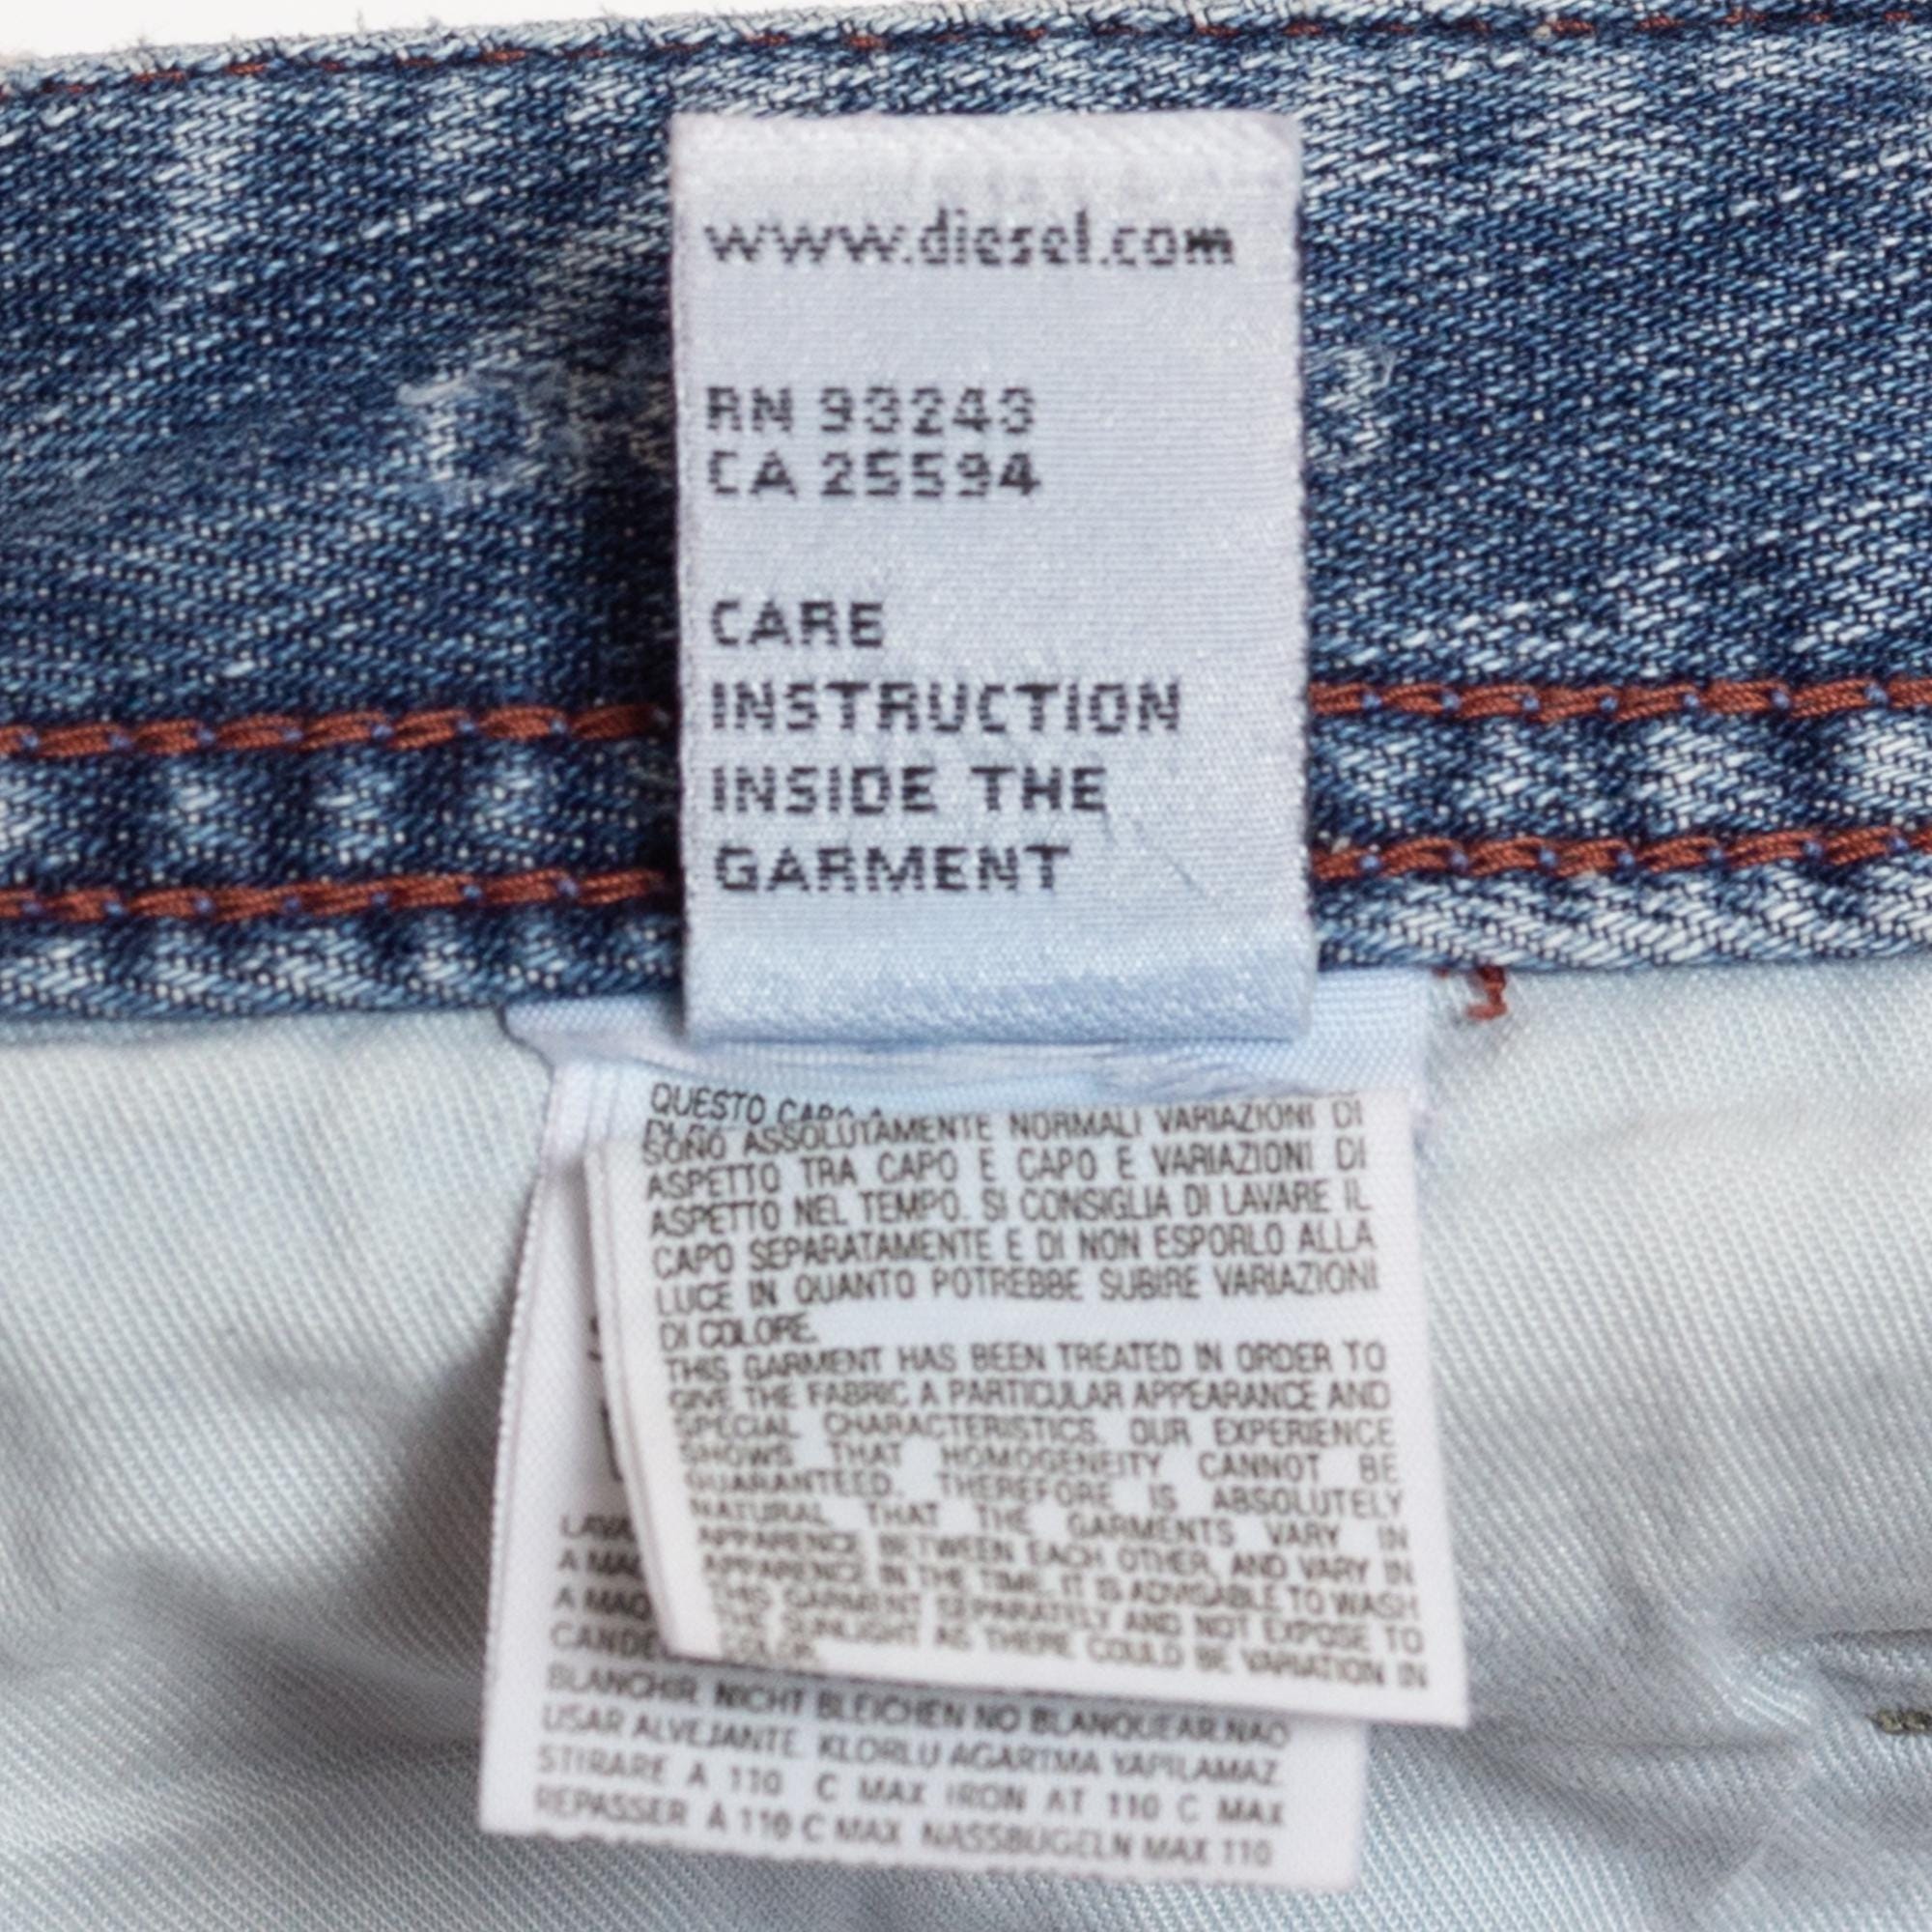 www.diesel.com
RN 93243
CA 25594
CARE
INSTRUCTION
INSIDE THE
GARMENT
QUESTO CAPO
SONO ASSOLUTAMENTE NORMALI VARIAZIONI DI
ASPETTO TRA CAPO E CAPO E VARIAZIONI DI
ASPETTO NEL TEMPO. SI CONSIGLIA DI LAVARE IL
CAPO SEPARATAMENTE E DI NON ESPORLO ALLA
LUCE IN QUANTO POTREBBE SUBIRE VARIAZIONI
DI COLORE.
THIS GARMENT HAS BEEN TREATED IN ORDER TO
GIVE THE FABRIC A PARTICULAR APPEARANCE AND
SPECIAL CHARACTERISTICS. OUR EXPERIENCE
SHOWS THAT HOMOGENEITY CANNOT BE
GUARANTEED. THEREFORE IS ABSOLUTELY
NATURAL THAT THE GARMENTS VARY IN
APPARENCE BETWEEN EACH OTHER, AND VARY IN
APPARENCE IN THE TIME. IT IS ADVISABLE TO WASH
THIS GARMENT SEPARATELY AND NOT EXPOSE TO
THE SUNLIGHT AS THERE COULD BE VARIATION IN
COLOR.
LAVA
A MA
A MAO
CANDE
BLANCHIR. NICHT BLEICHEN NO BLANQUEAR.NAO
USAR ALVEJANTE. KLORLU AGARTMA YAPILAMAZ.
STIRARE A 110 C MAX IRON AT 110 C MAX
REPASSER À 110 C MAX NASSBÜGELN MAX 110